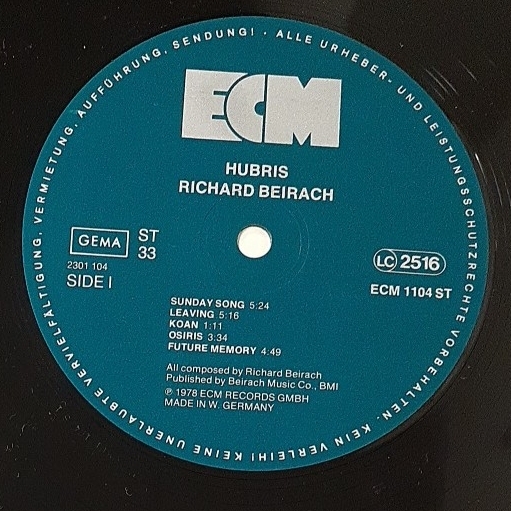 ALLE URHEBER- UND LEISTUNGSSCHUTZRECHTE VORBEHALTEN. KEIN VERLEIH! KEINE UNERLAUBTE VERVIELFÄLTIGUNG, VERMIETUNG, AUFFÜHRUNG, SENDUNG! ·
ECM
HUBRIS
RICHARD BEIRACH
GEMA
ST
33
2301 104
SIDE I
LC 2516
ECM 1104 ST
SUNDAY SONG 5:24
LEAVING 5:16
KOAN 1:11
OSIRIS 3:34
FUTURE MEMORY 4:49
All composed by Richard Beirach
Published by Beirach Music Co., BMI
℗ 1978 ECM RECORDS GMBH
MADE IN W. GERMANY